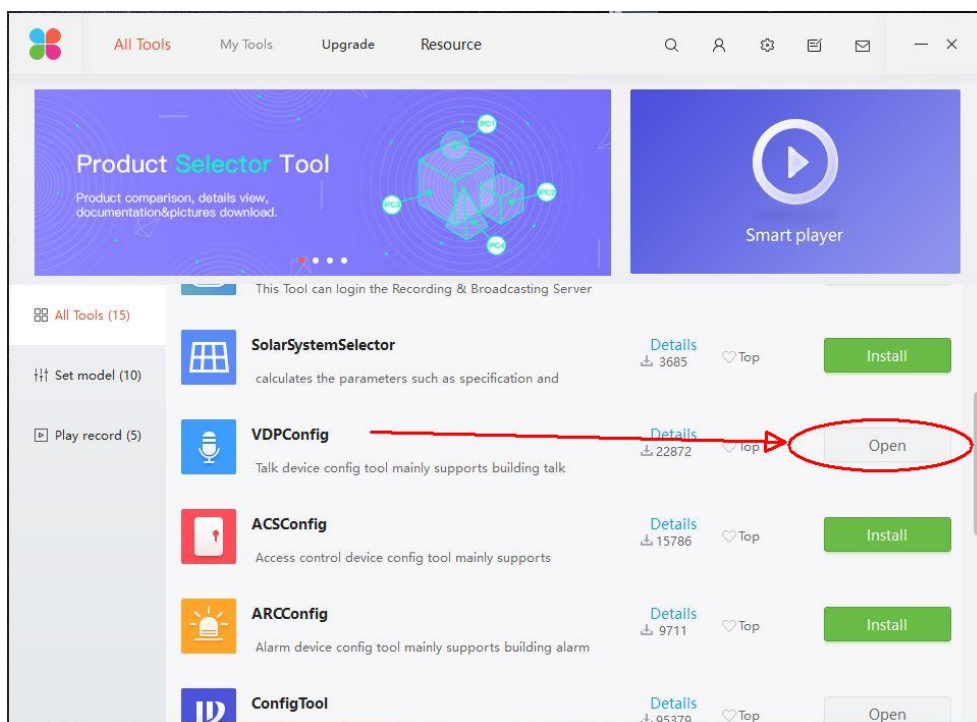 All Tools My Tools Upgrade Resource
Product Selector Tool
Product comparison, details view,
documentation&pictures download.
PC1
PC2
PC3
PC4
Smart player
All Tools (15)
Set model (10)
Play record (5)
This Tool can login the Recording & Broadcasting Server
SolarSystemSelector
calculates the parameters such as specification and
Details
3685
Top
Install
VDPConfig
Talk device config tool mainly supports building talk
Details
22872
Top
Open
ACSConfig
Access control device config tool mainly supports
Details
15786
Top
Install
ARCConfig
Alarm device config tool mainly supports building alarm
Details
9711
Top
Install
ConfigTool
Details
95379
Top
Open